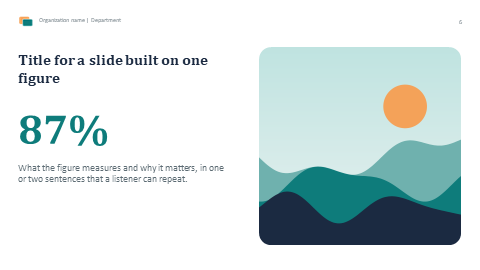 Organization name | Department
6
Title for a slide built on one
figure
87%
What the figure measures and why it matters, in one
or two sentences that a listener can repeat.